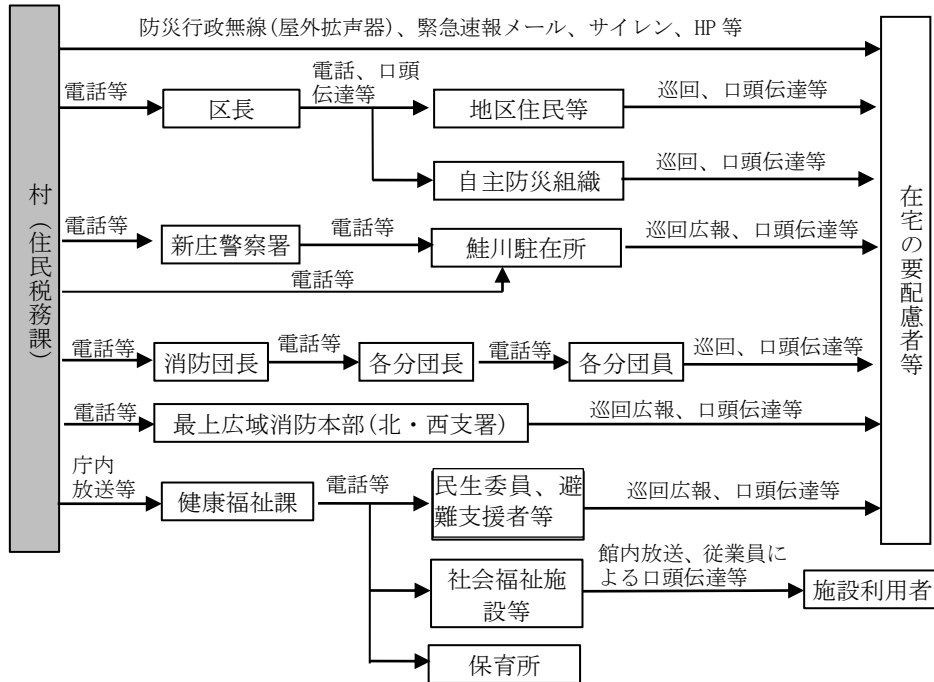 防災行政無線(屋外拡声器)、緊急速報メール、サイレン、HP 等
電話等
区長
電話、口頭
伝達等
地区住民等
巡回、口頭伝達等
自主防災組織
巡回、口頭伝達等
村（住民税務課）
在宅の要配慮者等
電話等
新庄警察署
電話等
鮭川駐在所
巡回広報、口頭伝達等
電話等
電話等
消防団長
電話等
各分団長
電話等
各分団員
巡回、口頭伝達等
電話等
最上広域消防本部(北・西支署)
巡回広報、口頭伝達等
庁内
放送等
健康福祉課
電話等
民生委員、避
難支援者等
巡回広報、口頭伝達等
社会福祉施
設等
館内放送、従業員に
よる口頭伝達等
施設利用者
保育所